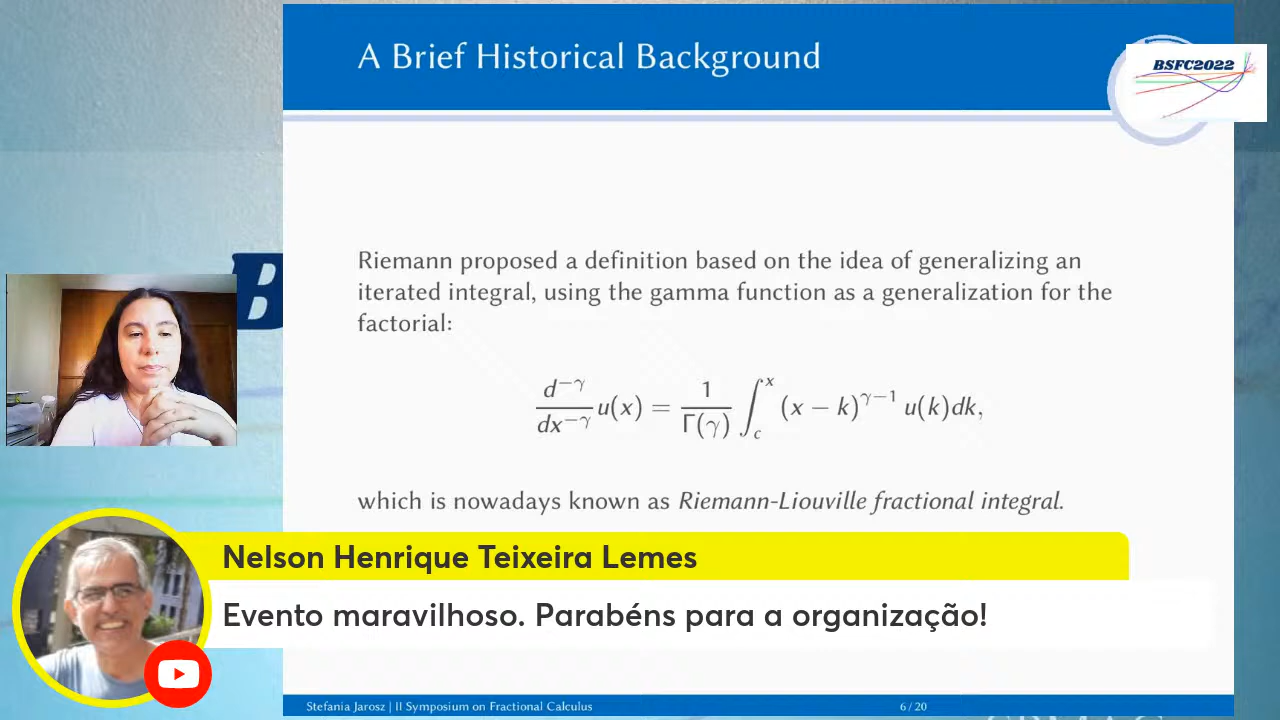 A Brief Historical Background
BSFC2022
Riemann proposed a definition based on the idea of generalizing an
iterated integral, using the gamma function as a generalization for the
factorial:
d^{−γ}/dx^{−γ} u(x) = 1/Γ(γ) ∫_c^x (x − k)^{γ−1} u(k)dk,
which is nowadays known as Riemann-Liouville fractional integral.
B
Nelson Henrique Teixeira Lemes
Evento maravilhoso. Parabéns para a organização!
Stefania Jarosz | II Symposium on Fractional Calculus
6 / 20